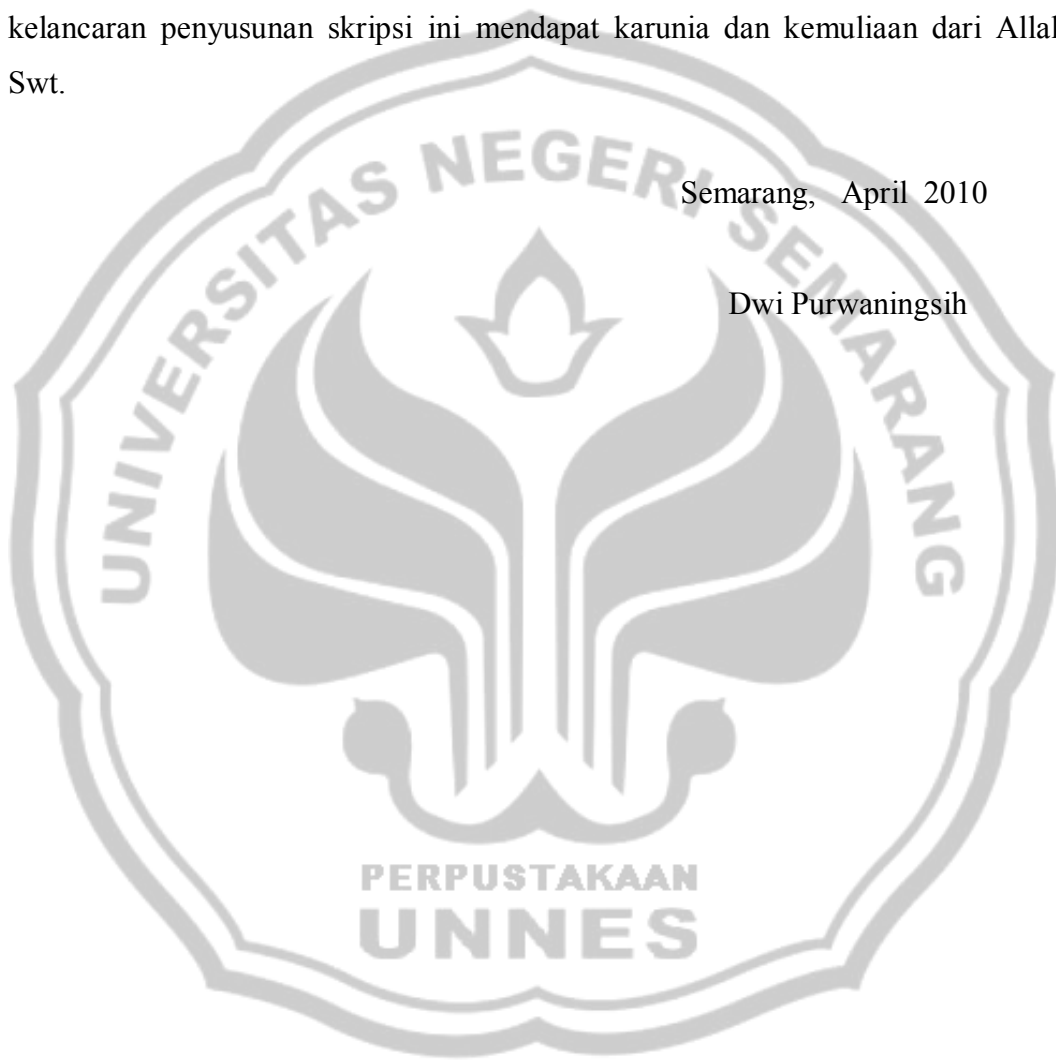 kelancaran penyusunan skripsi ini mendapat karunia dan kemuliaan dari Allah
Swt.
Semarang, April 2010
Dwi Purwaningsih
UNIVERSITAS NEGERI SEMARANG
PERPUSTAKAAN
UNNES